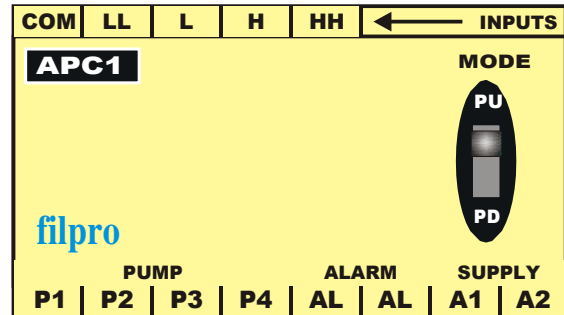 COM LL L H HH INPUTS
APC1
MODE
PU
PD
filpro
PUMP ALARM SUPPLY
P1 P2 P3 P4 AL AL A1 A2